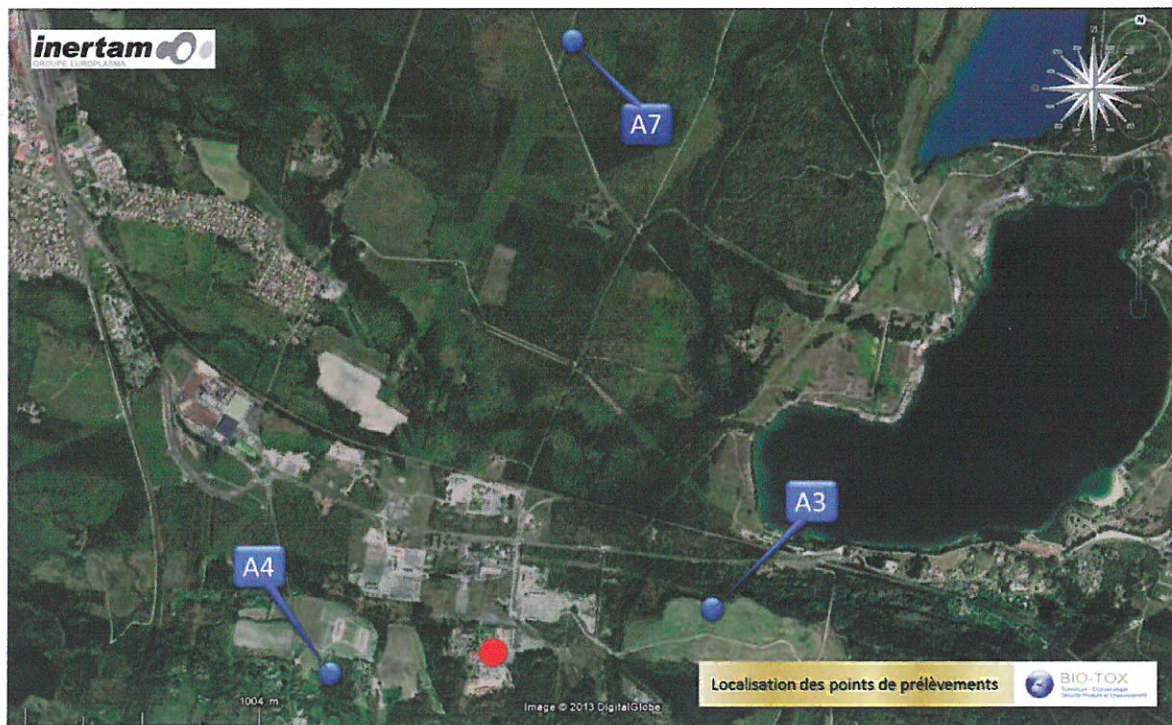 inertam
GROUPE EUROPLASMA
N
A7
A3
A4
1004 m
Image © 2013 DigitalGlobe
Localisation des points de prélèvements
BIO-TOX